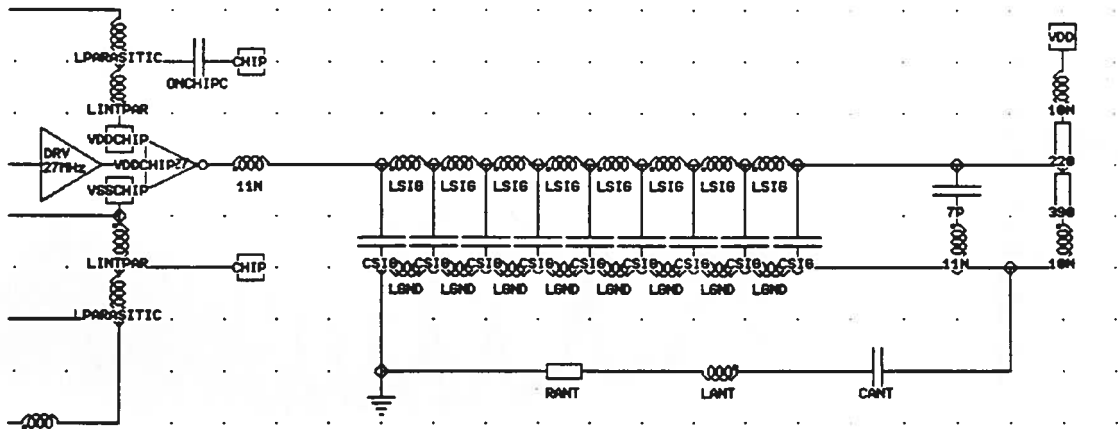 VDD
LPARASITIC
CHIP
ONCHIPC
10N
LINTPAR
VDDCHIP
DRV
27MHz
VDDCHIP27
220
11N
LSIG LSIG LSIG LSIG LSIG LSIG LSIG LSIG
VSSCHIP
7P
390
LINTPAR
CHIP
CSIG CSIG CSIG CSIG CSIG CSIG CSIG CSIG CSIG
11N
10N
LGND LGND LGND LGND LGND LGND LGND LGND
LPARASITIC
RANT
LANT
CANT